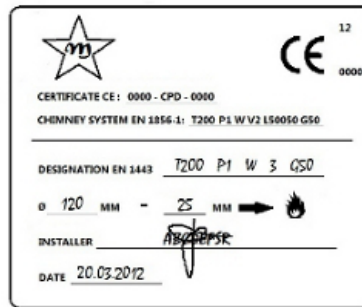 m
12
CE
0000
CERTIFICATE CE: 0000 - CPD - 0000
CHIMNEY SYSTEM EN 1856-1: T200 P1 W V2 L50050 G50
DESIGNATION EN 1443 T200 P1 W 3 G50
Ø 120 MM - 25 MM
INSTALLER
DATE 20.03.2012